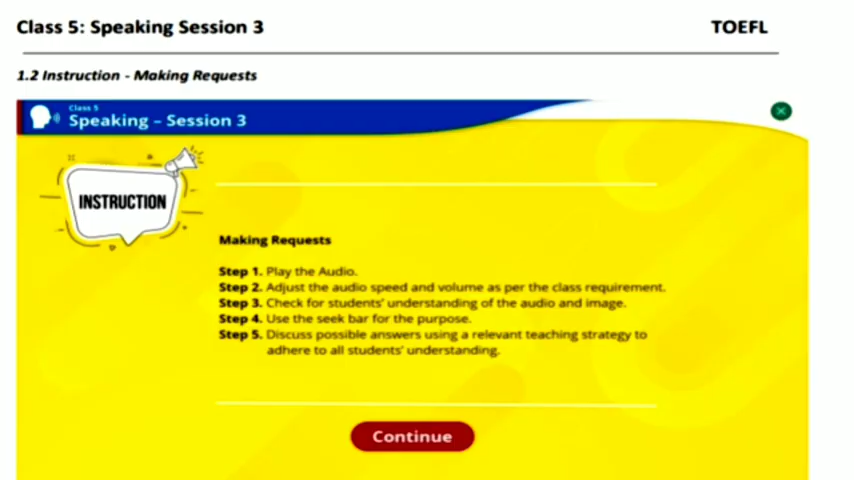 Class 5: Speaking Session 3
TOEFL
1.2 Instruction - Making Requests
Class 5
Speaking – Session 3
INSTRUCTION
Making Requests
Step 1. Play the Audio.
Step 2. Adjust the audio speed and volume as per the class requirement.
Step 3. Check for students' understanding of the audio and image.
Step 4. Use the seek bar for the purpose.
Step 5. Discuss possible answers using a relevant teaching strategy to
adhere to all students' understanding.
Continue